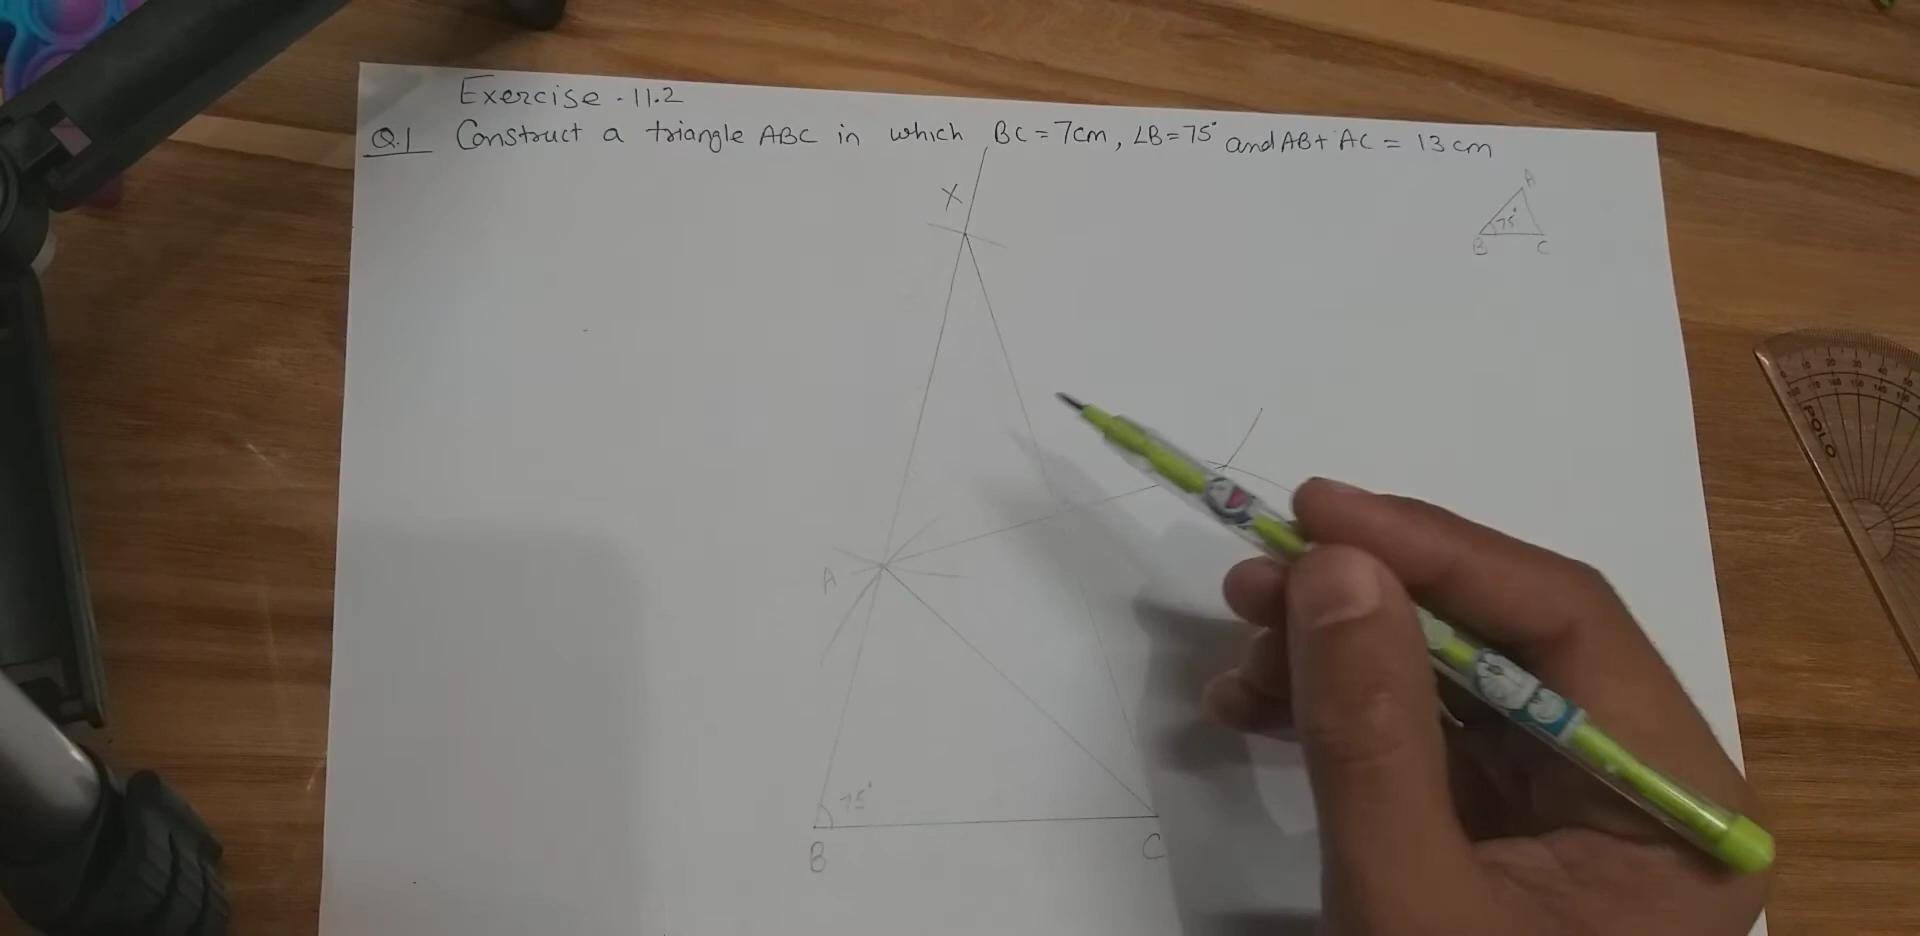 Exercise - 11.2
Q.1 Construct a triangle ABC in which BC = 7cm, ∠B = 75° and AB + AC = 13 cm
X
A
75°
B C
A
75°
B C
POLO